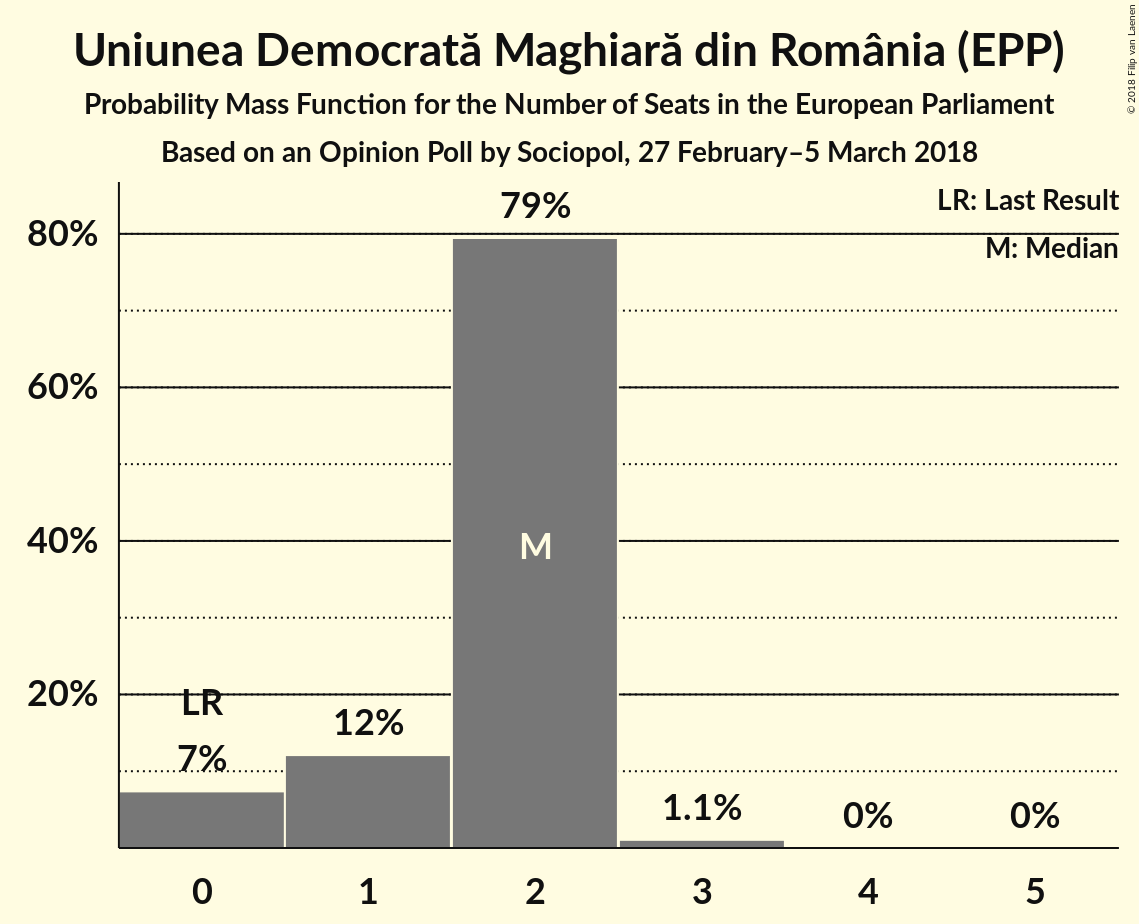 Uniunea Democrată Maghiară din România (EPP)
Probability Mass Function for the Number of Seats in the European Parliament
Based on an Opinion Poll by Sociopol, 27 February–5 March 2018
© 2018 Filip van Laenen
LR: Last Result
M: Median
80%
60%
40%
20%
LR
7%
12%
79%
M
1.1%
0%
0%
0 1 2 3 4 5